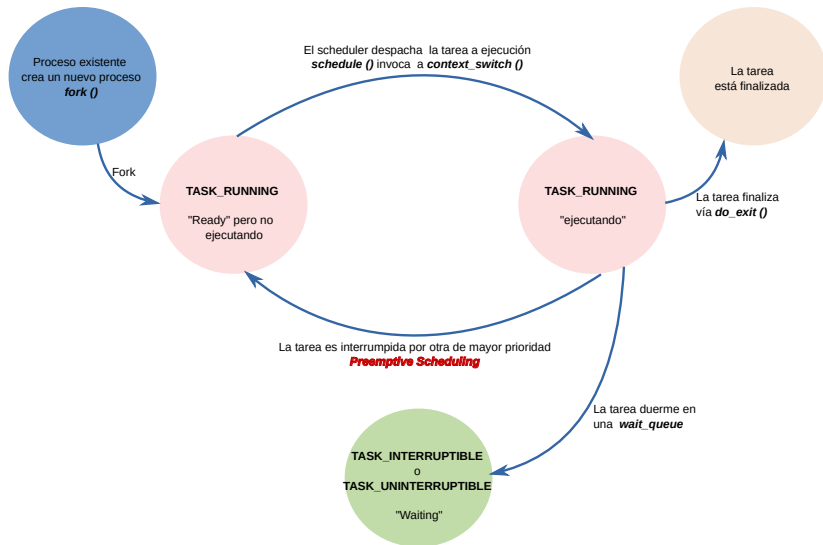 Proceso existente
crea un nuevo proceso
fork ()
El scheduler despacha la tarea a ejecución
schedule () invoca a context_switch ()
La tarea
está finalizada
Fork
TASK_RUNNING
"Ready" pero no
ejecutando
TASK_RUNNING
"ejecutando"
La tarea finaliza
vía do_exit ()
La tarea es interrumpida por otra de mayor prioridad
Preemptive Scheduling
La tarea duerme en
una wait_queue
TASK_INTERRUPTIBLE
o
TASK_UNINTERRUPTIBLE
"Waiting"